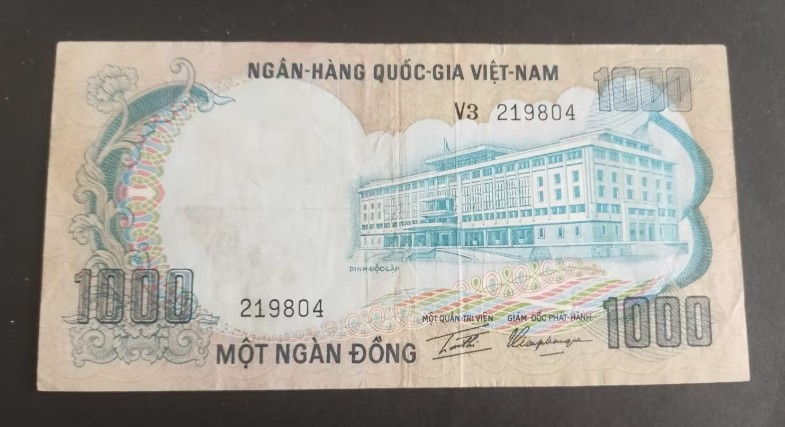 NGÂN-HÀNG QUỐC-GIA VIỆT-NAM
1000
V3 219804
DINH ĐỘC LẬP
1000
219804
MỘT QUẢN TRỊ VIÊN GIÁM ĐỐC PHÁT-HÀNH
1000
MỘT NGÀN ĐỒNG